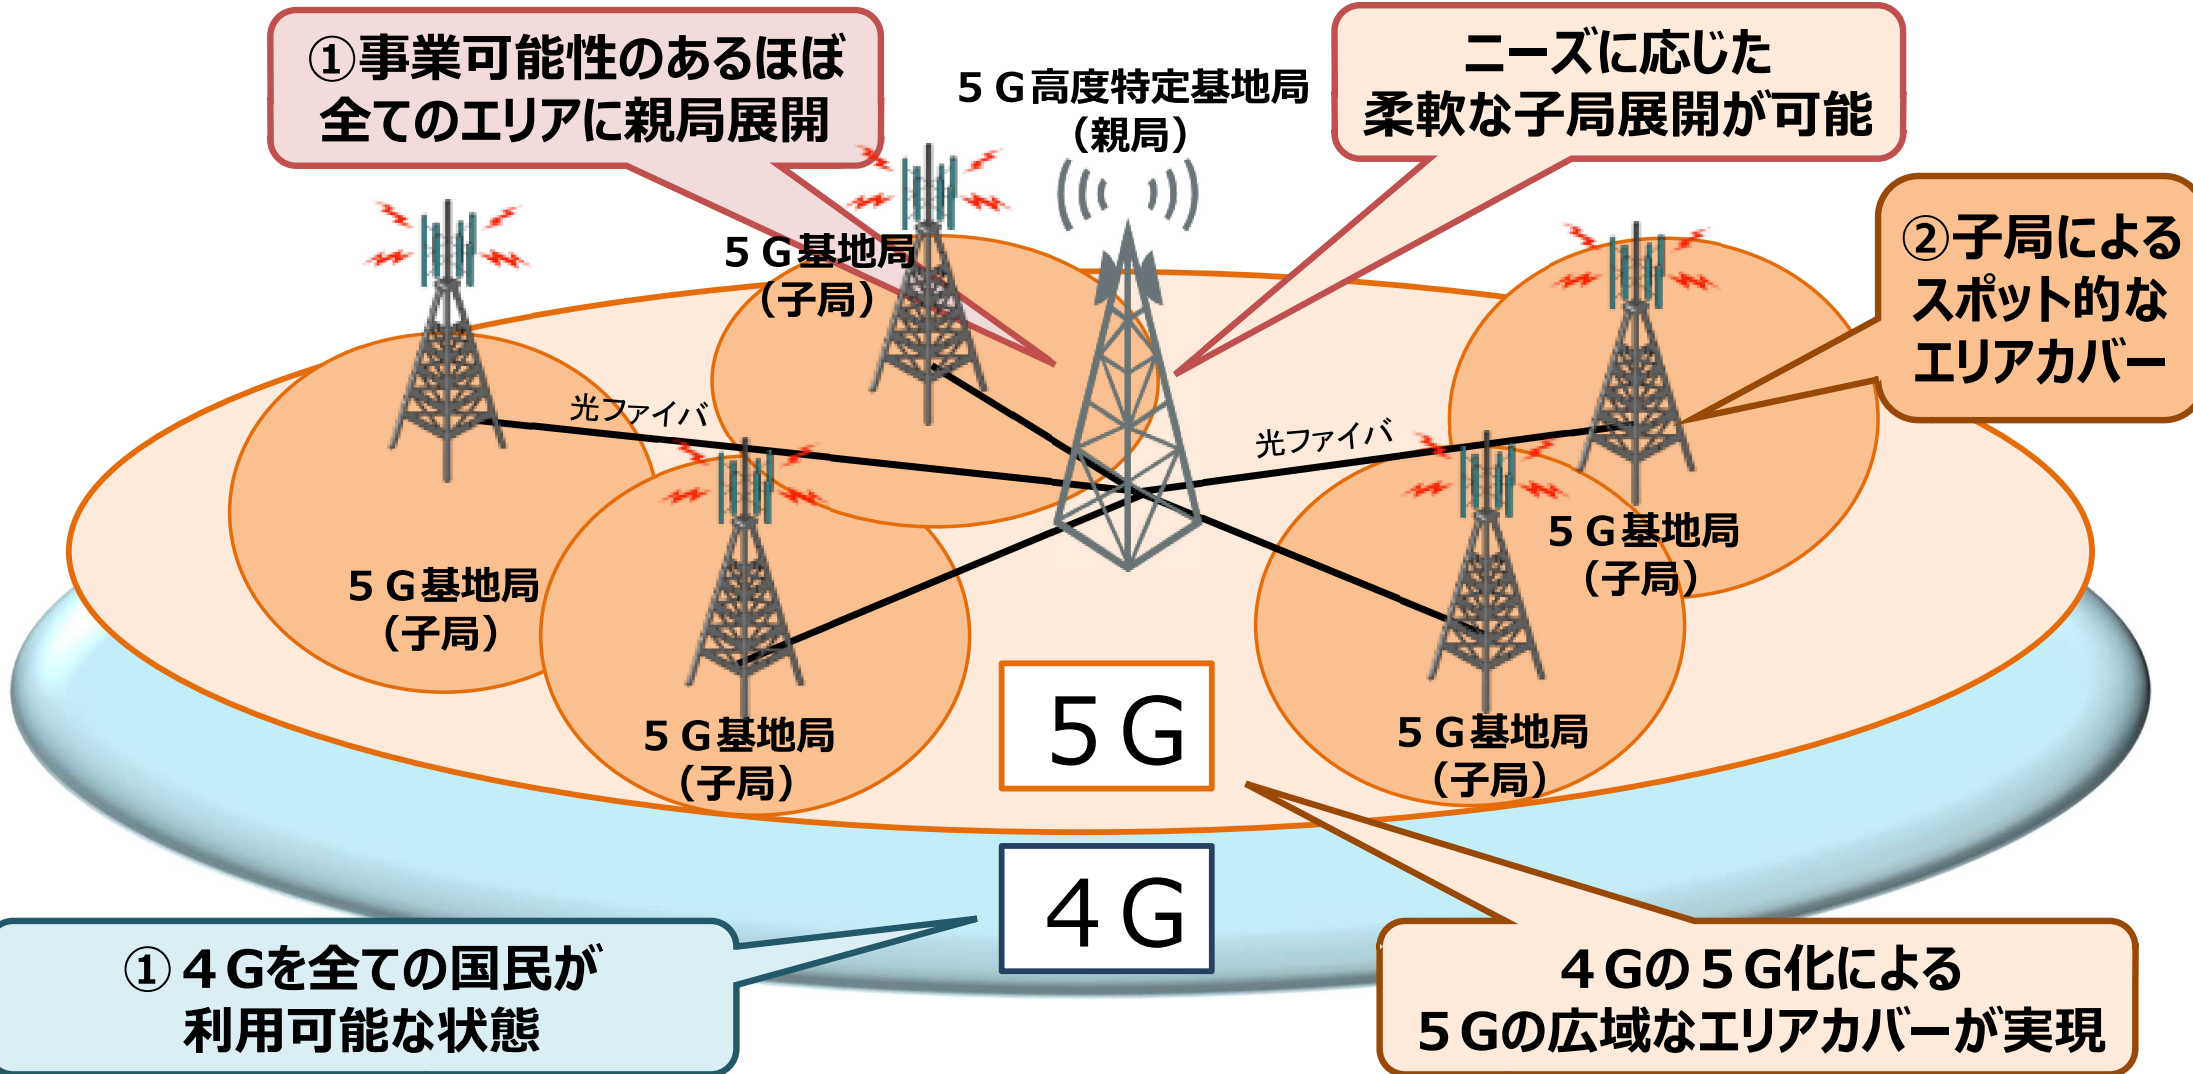 ①事業可能性のあるほぼ
全てのエリアに親局展開
５Ｇ高度特定基地局
（親局）
ニーズに応じた
柔軟な子局展開が可能
②子局による
スポット的な
エリアカバー
５Ｇ基地局
（子局）
光ファイバ
光ファイバ
５Ｇ基地局
（子局）
５Ｇ基地局
（子局）
５Ｇ基地局
（子局）
５Ｇ基地局
（子局）
５Ｇ
４Ｇ
①４Gを全ての国民が
利用可能な状態
４Gの５G化による
５Gの広域なエリアカバーが実現